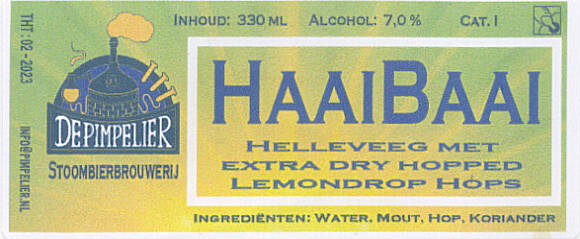 THT: 02 - 2023
INFO@PIMPELIER.NL
DE PIMPELIER
STOOMBIERBROUWERIJ
INHOUD: 330 ML ALCOHOL: 7,0 % CAT. I
HAAIBAAI
HELLEVEEG MET
EXTRA DRY HOPPED
LEMONDROP HOPS
INGREDIËNTEN: WATER, MOUT, HOP, KORIANDER